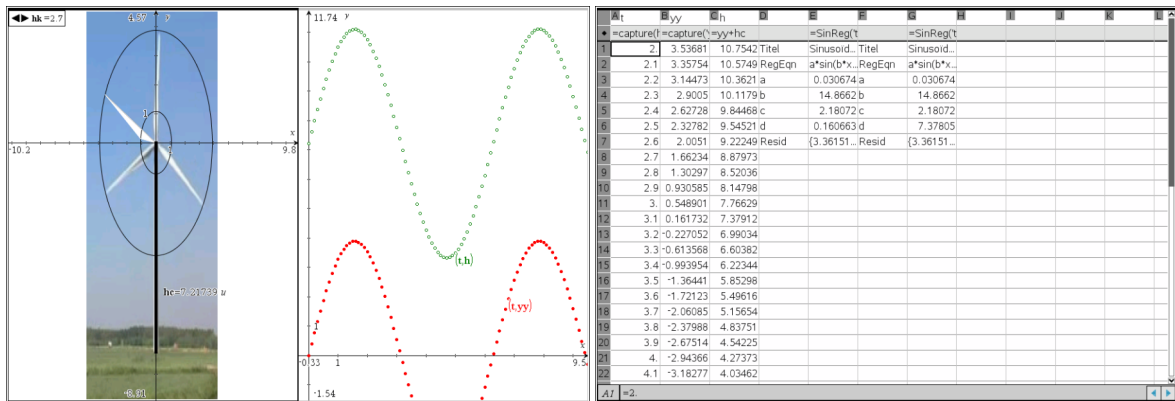 ◀▶ hk =2.7
4.57 y
1
x
-10.2
1
9.8
hc=7.21739 u
-8.31
11.74 y
(t,h)
(t,yy)
1
x
-0.33 1 9.5
-1.54
A t B yy C h D E F G H I J K L
=capture(h =capture(' =yy+hc =SinReg('t =SinReg('t
1 2. 3.53681 10.7542 Titel Sinusoïd... Titel Sinusoïd...
2 2.1 3.35754 10.5749 RegEqn a*sin(b*x... RegEqn a*sin(b*x...
3 2.2 3.14473 10.3621 a 0.030674 a 0.030674
4 2.3 2.9005 10.1179 b 14.8662 b 14.8662
5 2.4 2.62728 9.84468 c 2.18072 c 2.18072
6 2.5 2.32782 9.54521 d 0.160663 d 7.37805
7 2.6 2.0051 9.22249 Resid {3.36151... Resid {3.36151...
8 2.7 1.66234 8.87973
9 2.8 1.30297 8.52036
10 2.9 0.930585 8.14798
11 3. 0.548901 7.76629
12 3.1 0.161732 7.37912
13 3.2 -0.227052 6.99034
14 3.3 -0.613568 6.60382
15 3.4 -0.993954 6.22344
16 3.5 -1.36441 5.85298
17 3.6 -1.72123 5.49616
18 3.7 -2.06085 5.15654
19 3.8 -2.37988 4.83751
20 3.9 -2.67514 4.54225
21 4. -2.94366 4.27373
22 4.1 -3.18277 4.03462
A1 =2.